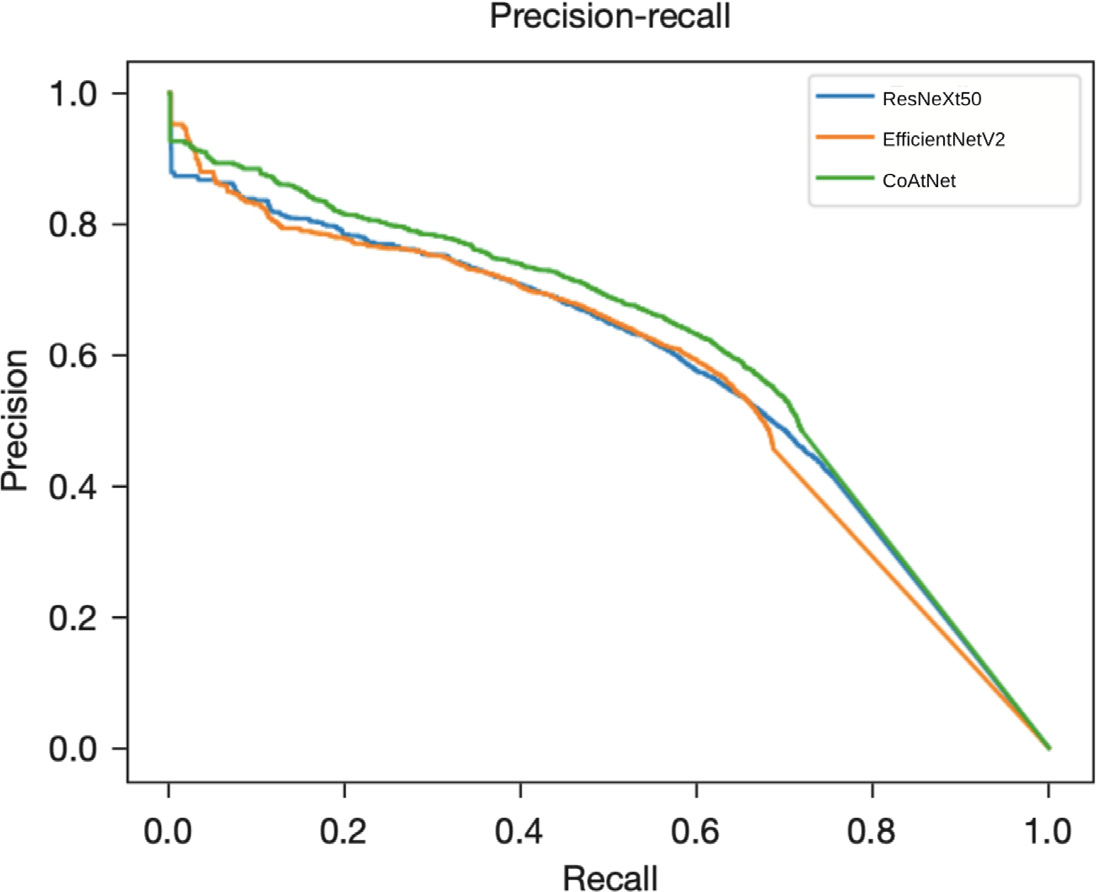 Precision-recall
1.0
0.8
0.6
0.4
0.2
0.0
Precision
ResNeXt50
EfficientNetV2
CoAtNet
0.0 0.2 0.4 0.6 0.8 1.0
Recall